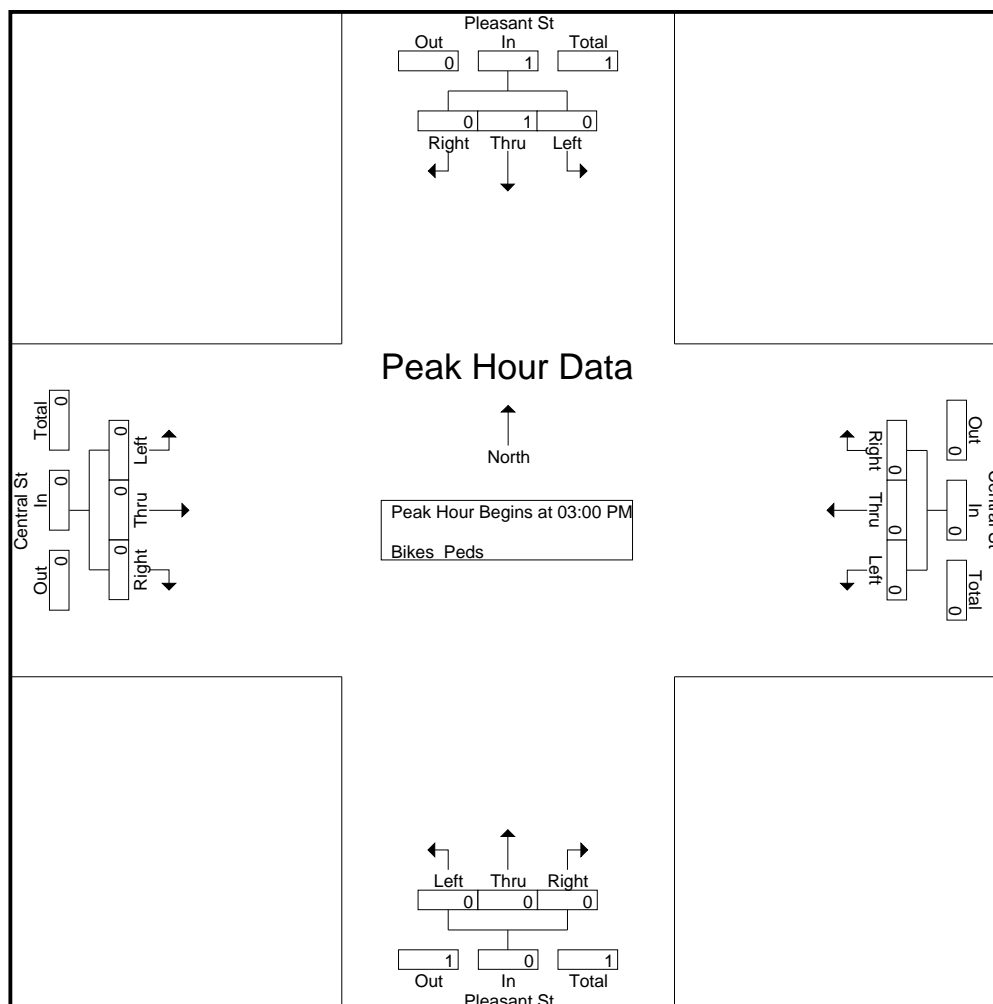 Pleasant St
Out In Total
0 1 1
0 1 0
Right Thru Left
Peak Hour Data
North
Peak Hour Begins at 03:00 PM
Bikes Peds
Central St
Total In Out
0 0 0
0 0 0
Left Thru Right
Out In Total
0 0 0
0 0 0
Right Thru Left
Left Thru Right
0 0 0
1 0 1
Out In Total
Pleasant St